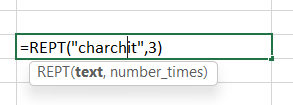 =REPT("charchit",3)
REPT(text, number_times)